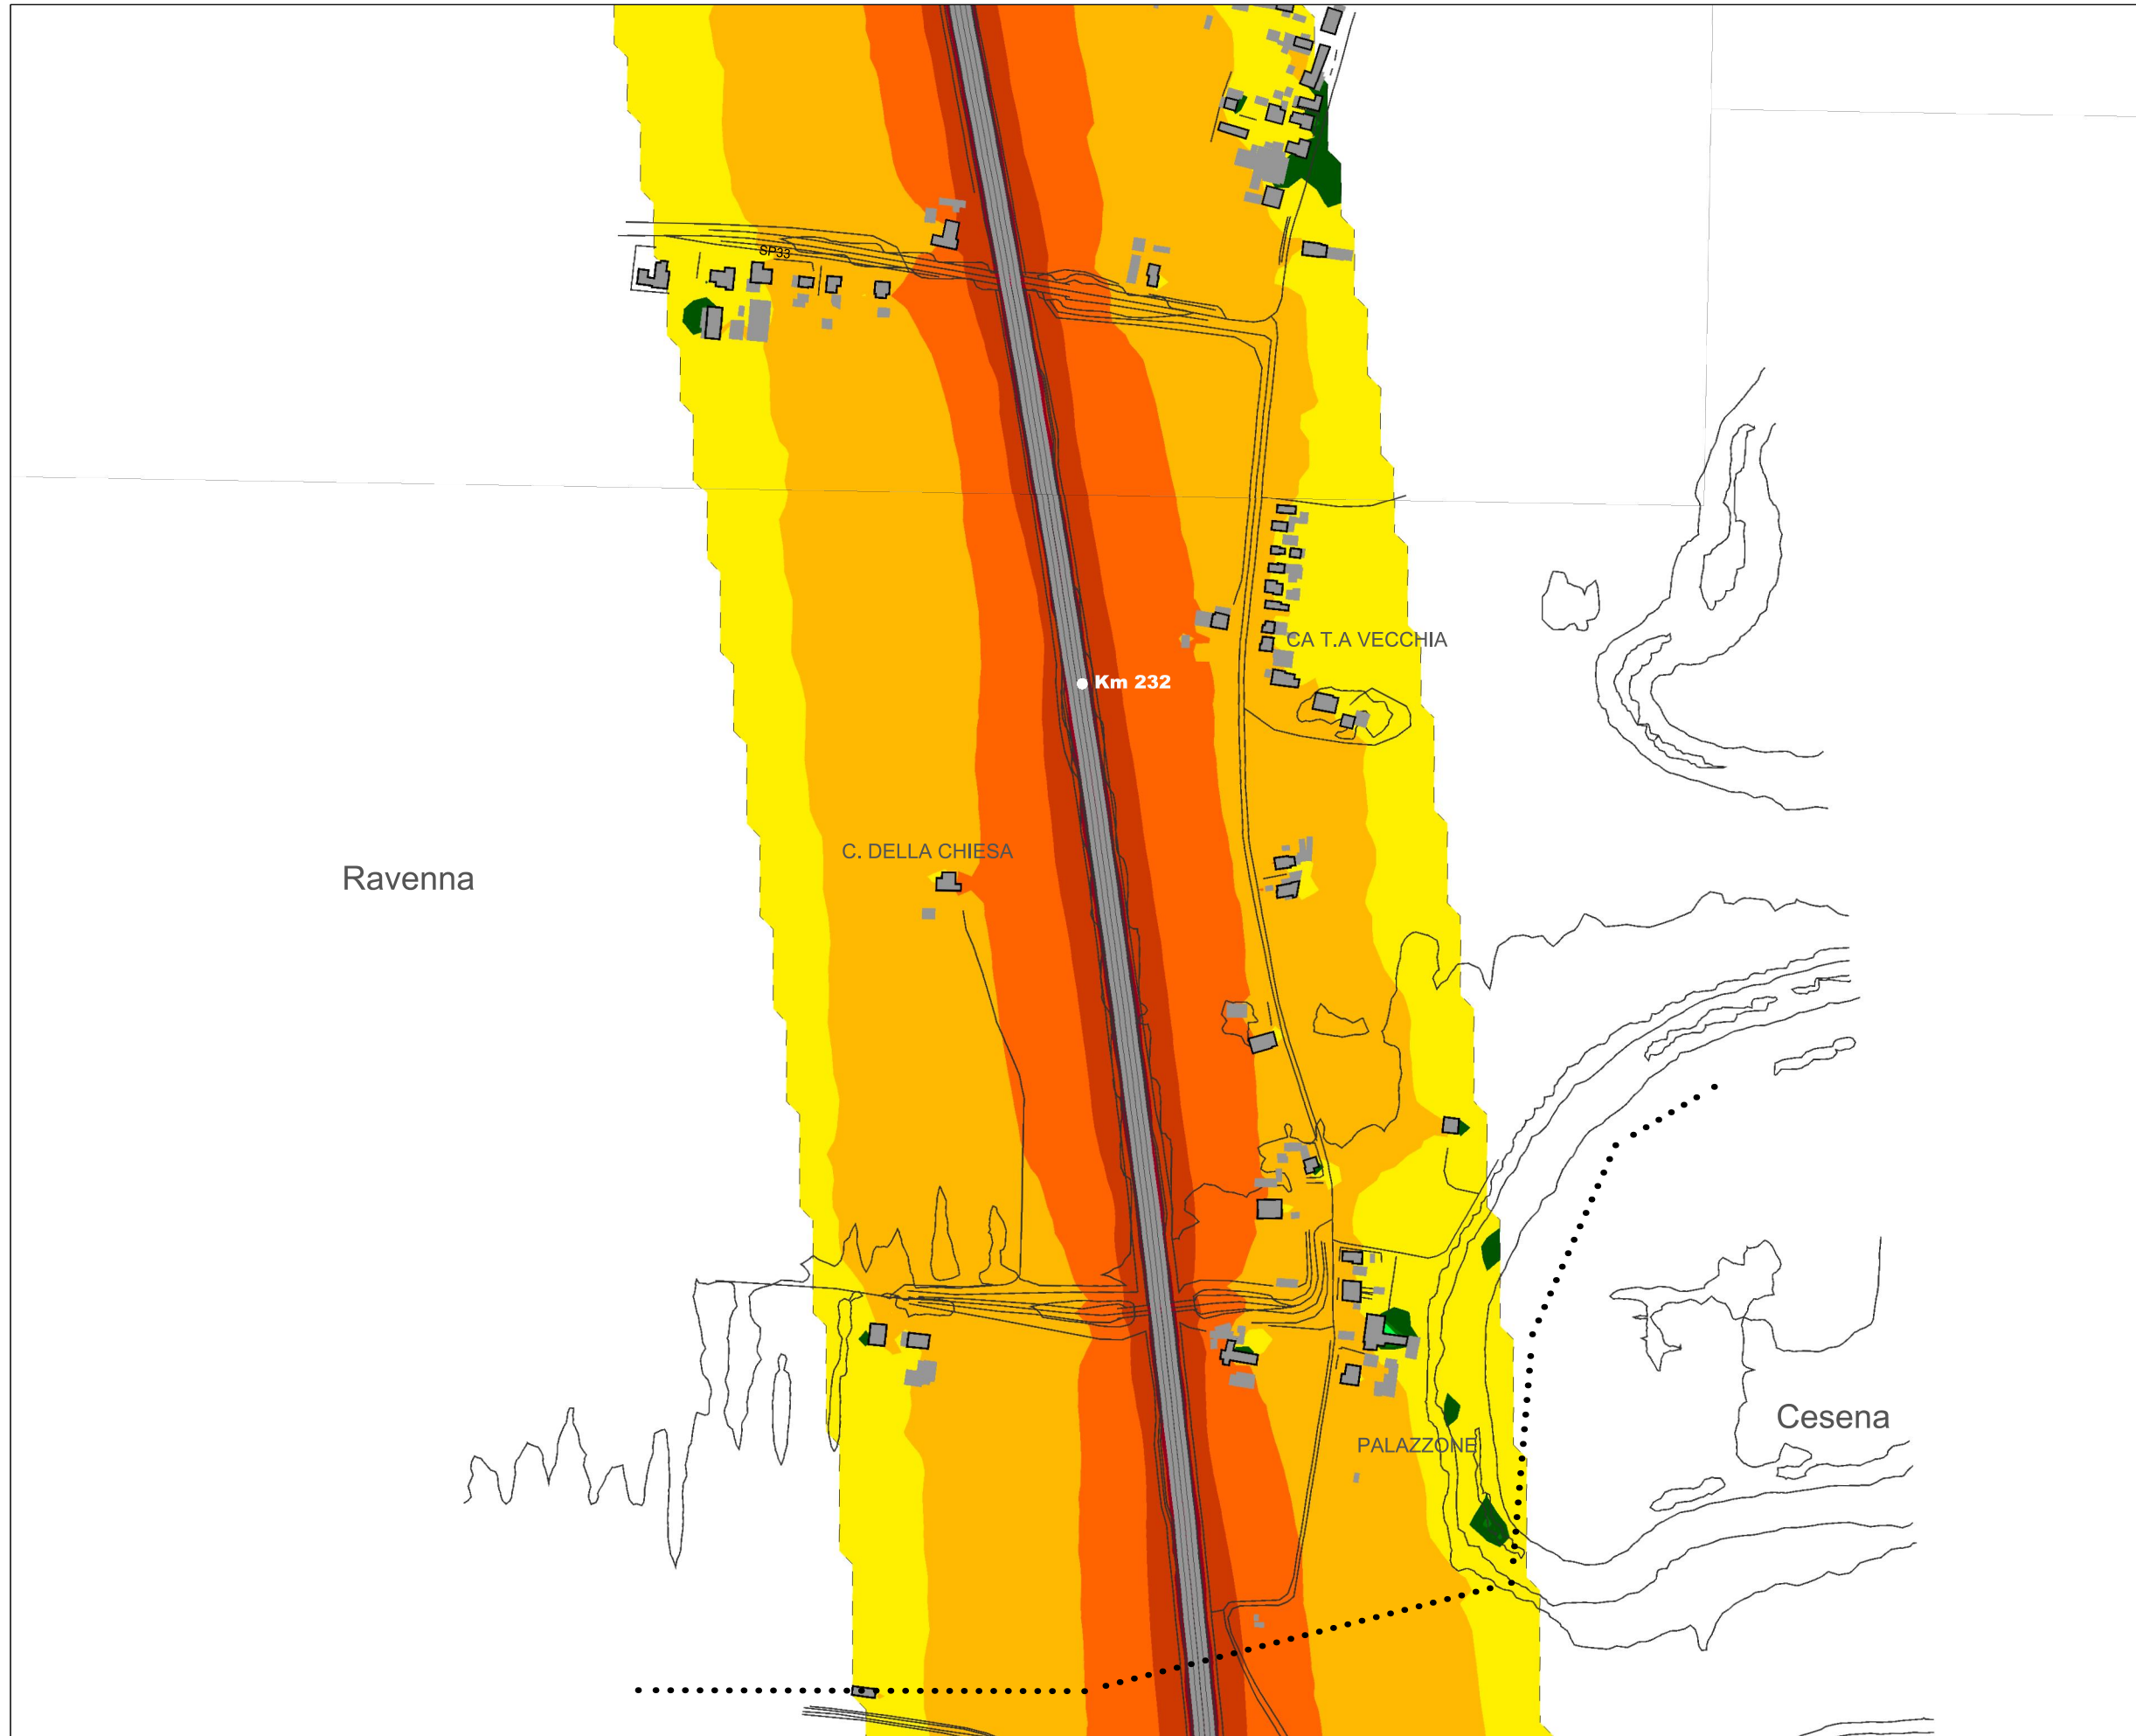 SP33
CA T.A VECCHIA
Km 232
C. DELLA CHIESA
Ravenna
Cesena
PALAZZONE